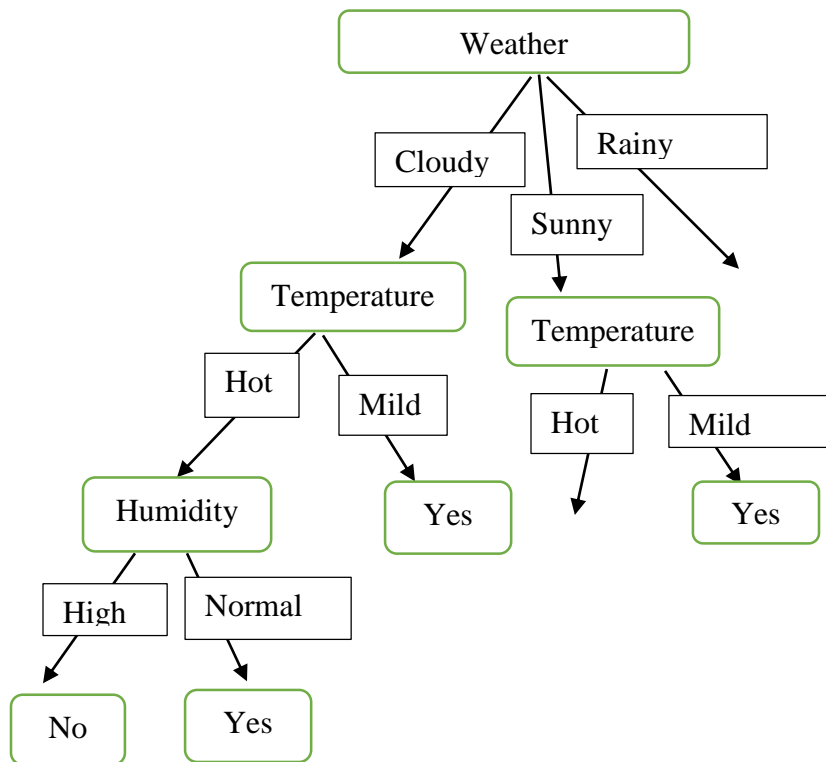 Weather
Cloudy
Rainy
Sunny
Temperature
Temperature
Hot
Mild
Hot
Mild
Humidity
Yes
Yes
High
Normal
No
Yes